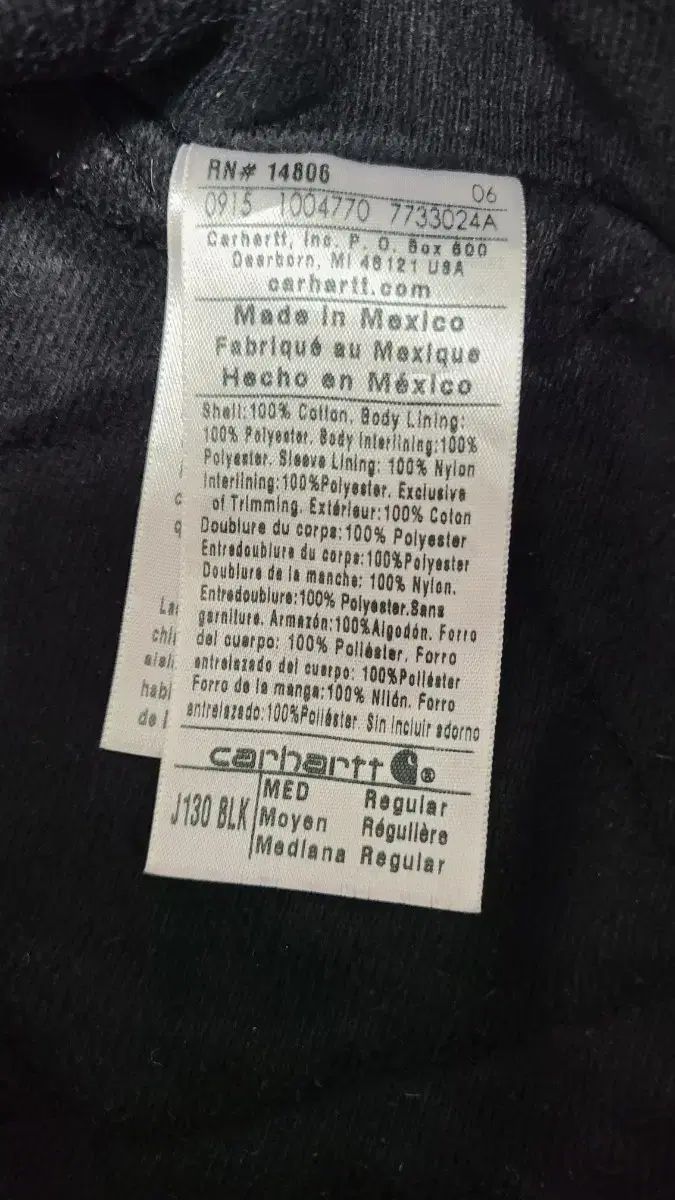 RN# 14806
06
0915 1004770 7733024A
Carhartt, Inc. P. O. Box 600
Dearborn, MI 48121 USA
carhartt.com
Made in Mexico
Fabriqué au Mexique
Hecho en México
Shell:100% Cotton, Body Lining:
100% Polyester, Body Interlining:100%
Polyester. Sleeve Lining: 100% Nylon
Interlining:100%Polyester. Exclusive
of Trimming. Extérieur:100% Coton
Doublure du corps:100% Polyester
Entredoublure du corps:100%Polyester
Doublure de la manche: 100% Nylon.
Entredoublure:100% Polyester.Sans
garniture. Armazón:100%Algodón. Forro
del cuerpo: 100% Poliéster, Forro
entrelazado del cuerpo: 100%Poliéster
Forro de la manga:100% Nilón. Forro
entrelazado:100%Poliéster Sin incluir adorno
carhartt ®
J130 BLK
MED Regular
Moyen Régulière
Mediana Regular